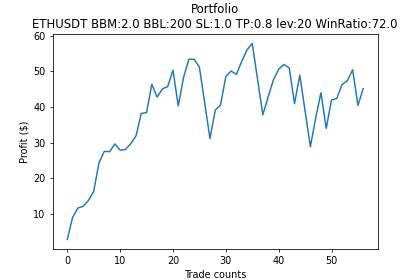 Portfolio
ETHUSDT BBM:2.0 BBL:200 SL:1.0 TP:0.8 lev:20 WinRatio:72.0
60
50
40
30
20
10
Profit ($)
0 10 20 30 40 50
Trade counts